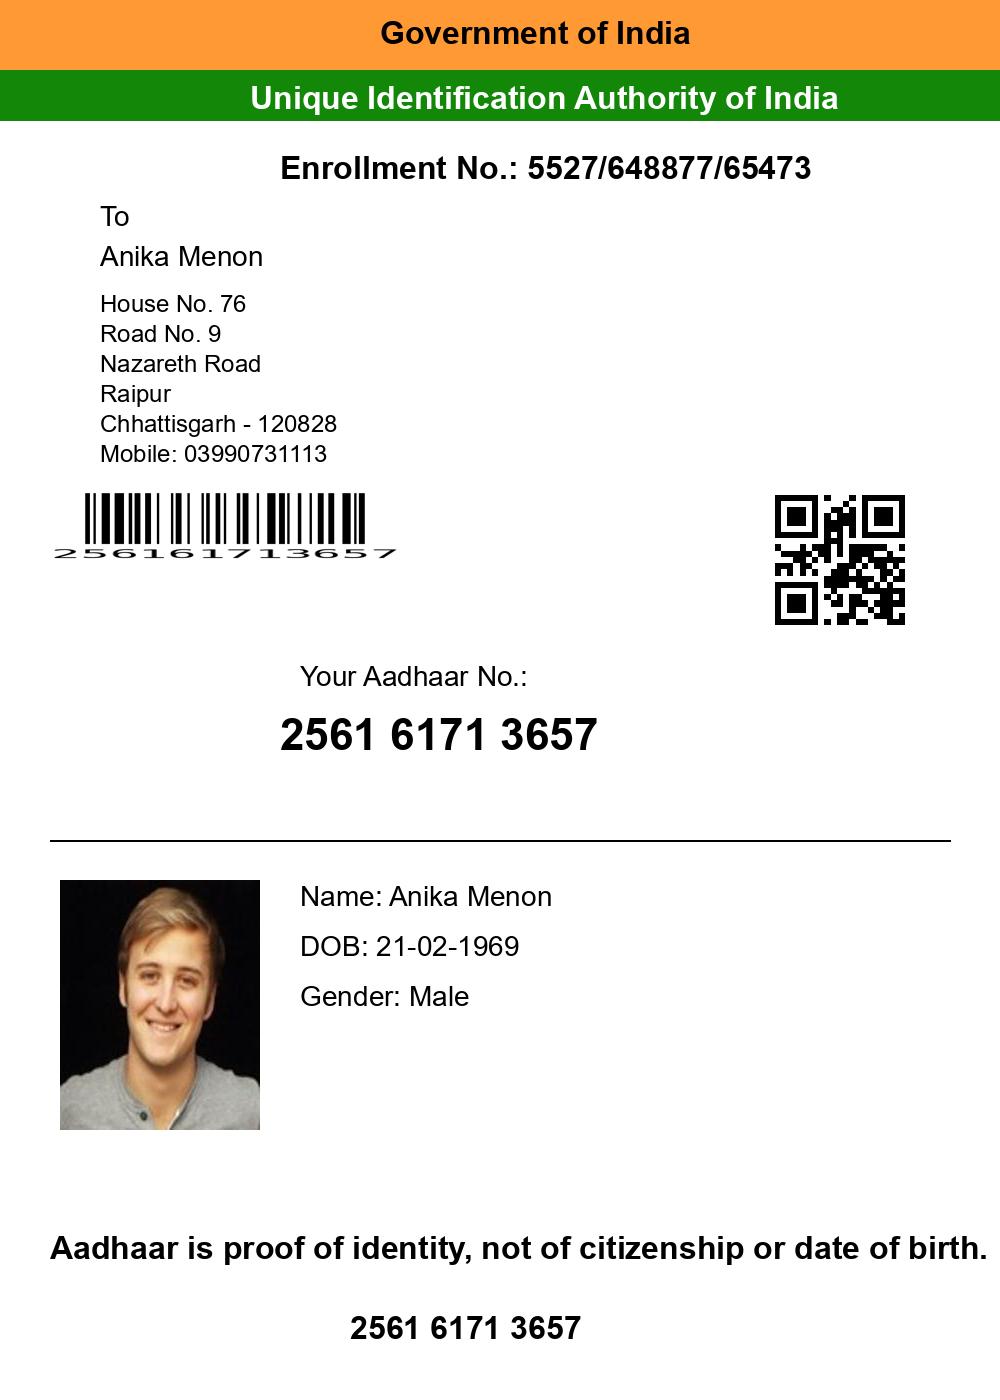 Government of India
Unique Identification Authority of India
Enrollment No.: 5527/648877/65473
To
Anika Menon
House No. 76
Road No. 9
Nazareth Road
Raipur
Chhattisgarh - 120828
Mobile: 03990731113
256161713657
Your Aadhaar No.:
2561 6171 3657
Name: Anika Menon
DOB: 21-02-1969
Gender: Male
Aadhaar is proof of identity, not of citizenship or date of birth.
2561 6171 3657